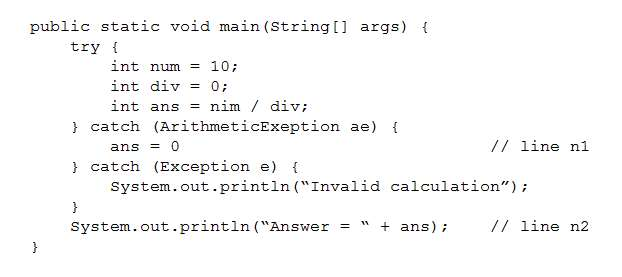 public static void main(String[] args) {
try {
int num = 10;
int div = 0;
int ans = nim / div;
} catch (ArithmeticExeption ae) {
ans = 0 // line n1
} catch (Exception e) {
System.out.println(“Invalid calculation”);
}
System.out.println(“Answer = “ + ans); // line n2
}